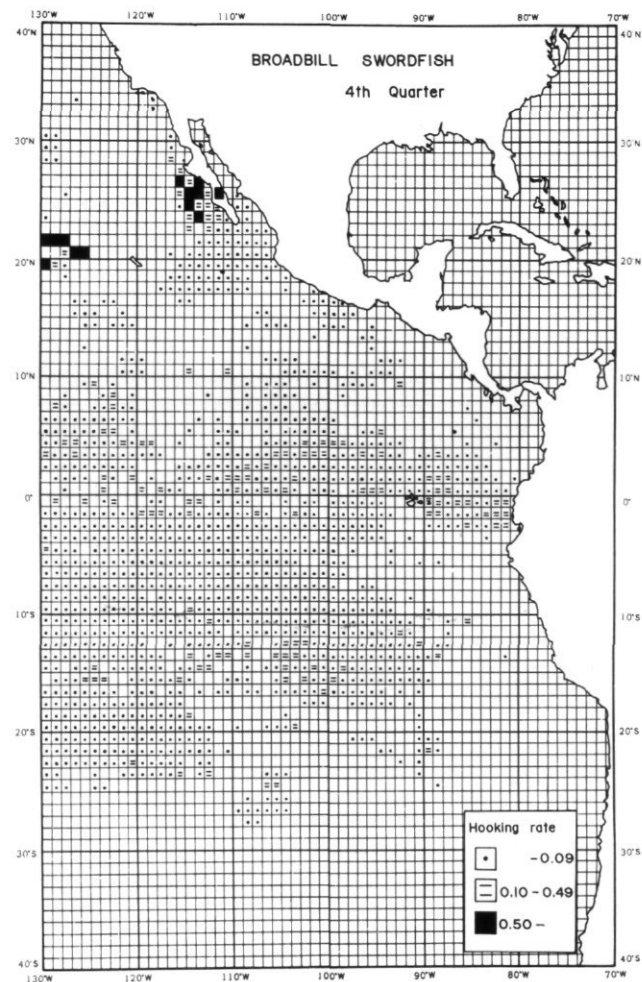 130°W 120°W 110°W 100°W 90°W 80°W 70°W
40°N 40°N
BROADBILL SWORDFISH
4th Quarter
30°N 30°N
20°N 20°N
10°N 10°N
0° 0°
10°S 10°S
20°S 20°S
Hooking rate
-0.09
0.10-0.49
0.50-
30°S 30°S
40°S 40°S
130°W 120°W 110°W 100°W 90°W 80°W 70°W